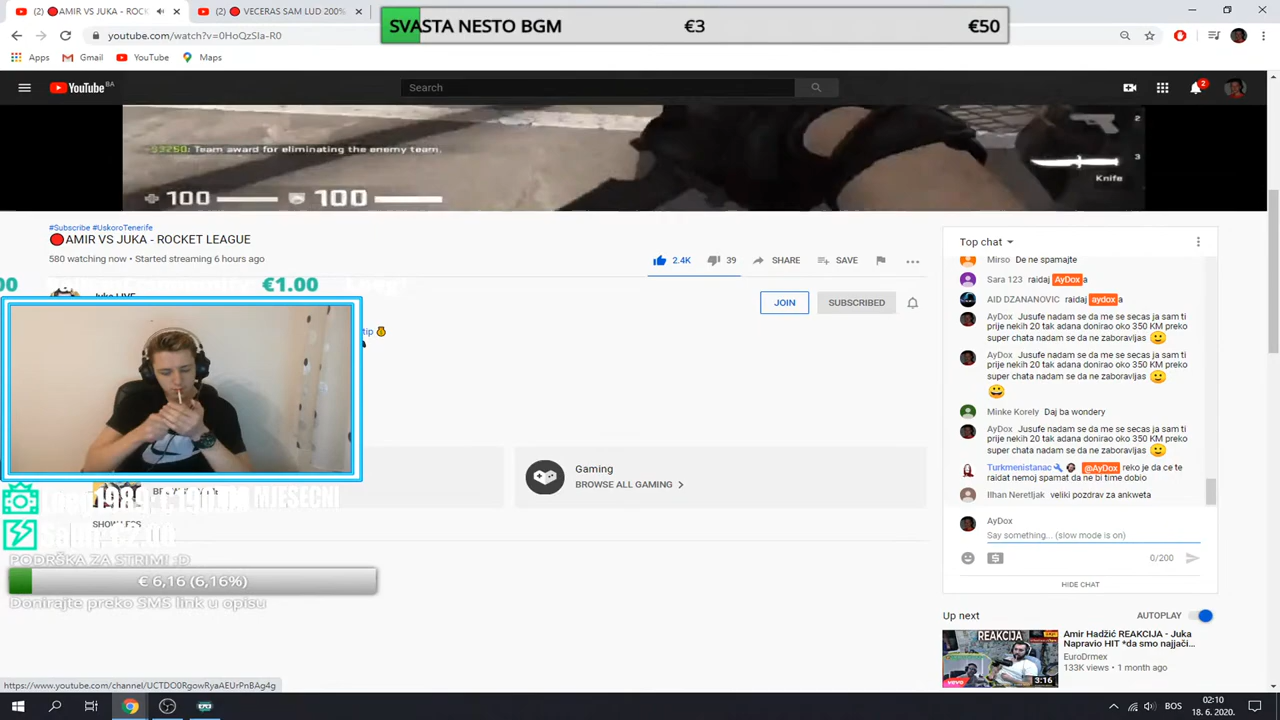 (2) 🔴AMIR VS JUKA - ROCK
(2) 🔴 VECERAS SAM LUD 200%
SVASTA NESTO BGM €3 €50
youtube.com/watch?v=0HoQzSIa-R0
Apps Gmail YouTube Maps
YouTube BA
Search
2
+$3250: Team award for eliminating the enemy team.
2
3
Knife
100 100
#Subscribe #UskoroTenerife
🔴AMIR VS JUKA - ROCKET LEAGUE
580 watching now • Started streaming 6 hours ago
2.4K 39 SHARE SAVE
€1.00
JOIN SUBSCRIBED
tip 💰
Gaming
BROWSE ALL GAMING
MJESECNI
SHOW LESS
PODRŠKA ZA STRIM! :D
€ 6,16 (6,16%)
Donirajte preko SMS link u opisu
Top chat
Mirso De ne spamajte
Sara 123 raidaj AyDox a
AID DZANANOVIC raidaj aydox a
AyDox Jusufe nadam se da me se secas ja sam ti
prije nekih 20 tak adana donirao oko 350 KM preko
super chata nadam se da ne zaboravljas 🙂
AyDox Jusufe nadam se da me se secas ja sam ti
prije nekih 20 tak adana donirao oko 350 KM preko
super chata nadam se da ne zaboravljas 🙂
😀
Minke Korely Daj ba wondery
AyDox Jusufe nadam se da me se secas ja sam ti
prije nekih 20 tak adana donirao oko 350 KM preko
super chata nadam se da ne zaboravljas 🙂
Turkmenistanac @AyDox reko je da ce te
raidat nemoj spamat da ne bi time dobio
Ilhan Neretljak veliki pozdrav za ankweta
AyDox
Say something... (slow mode is on)
0/200
HIDE CHAT
Up next AUTOPLAY
REAKCIJA
vevo
3:16
Amir Hadžić REAKCIJA - Juka
Napravio HIT *da smo najjači...
EuroDrmex
133K views • 1 month ago
https://www.youtube.com/channel/UCTDO0RgowRyaAEUrPnBAg4g
BOS
02:10
18. 6. 2020.